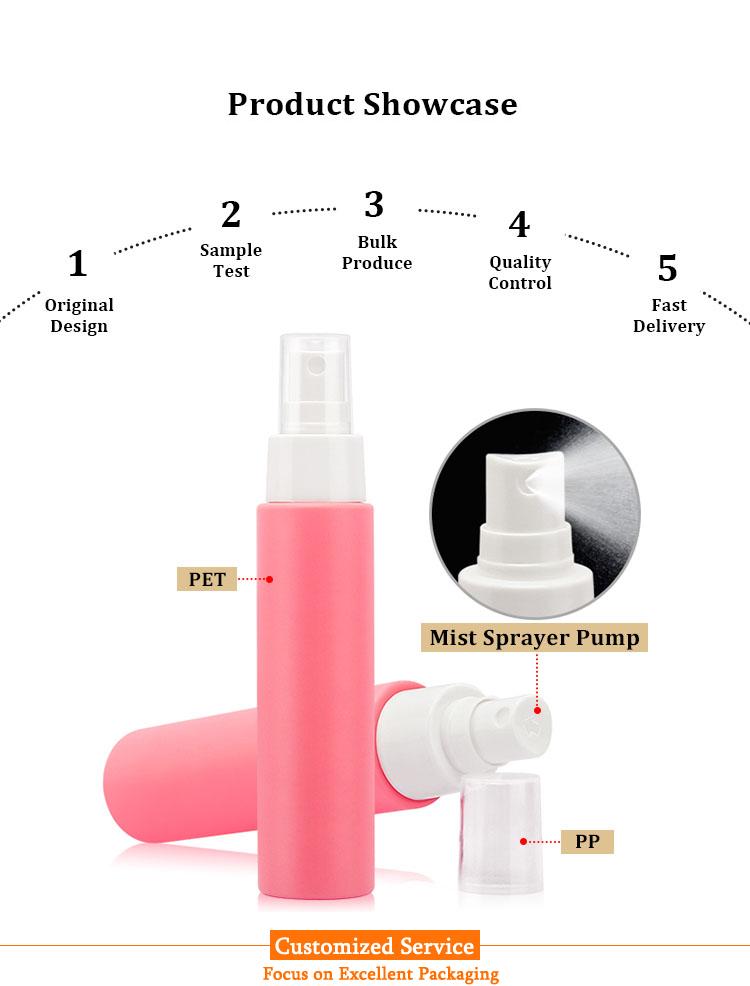 Product Showcase
1
Original
Design
2
Sample
Test
3
Bulk
Produce
4
Quality
Control
5
Fast
Delivery
PET
Mist Sprayer Pump
PP
Customized Service
Focus on Excellent Packaging